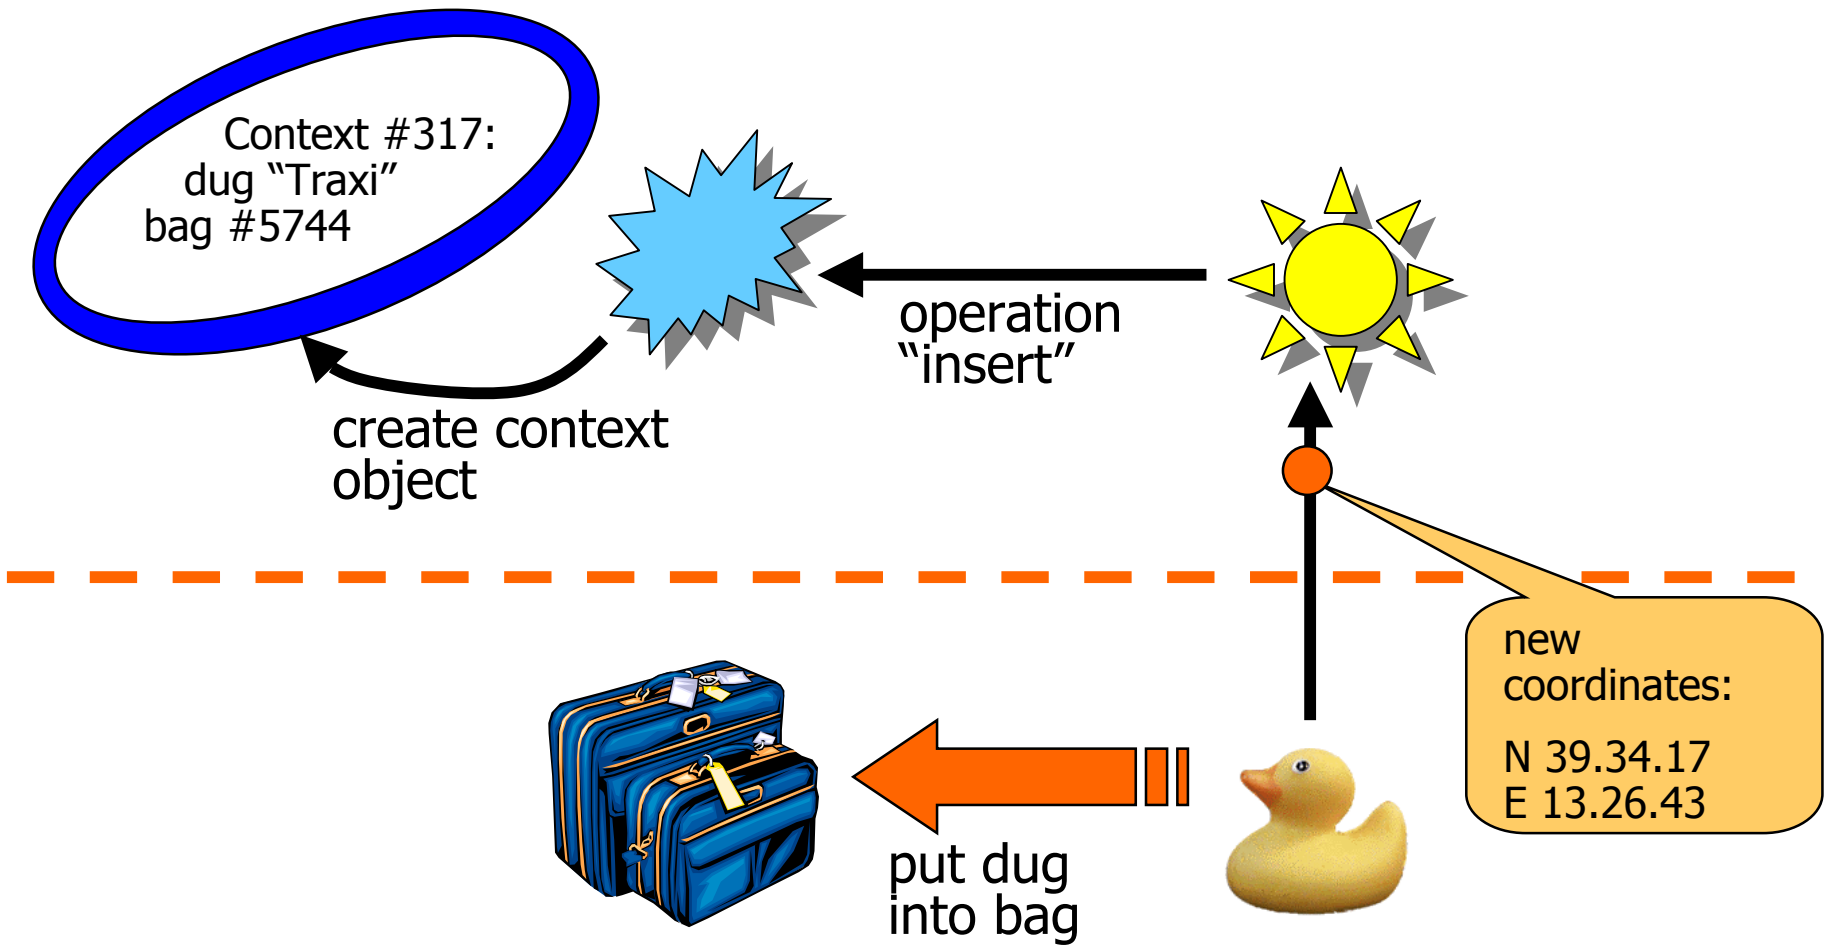 Context #317:
dug “Traxi”
bag #5744
operation
“insert”
create context
object
new
coordinates:
N 39.34.17
E 13.26.43
put dug
into bag